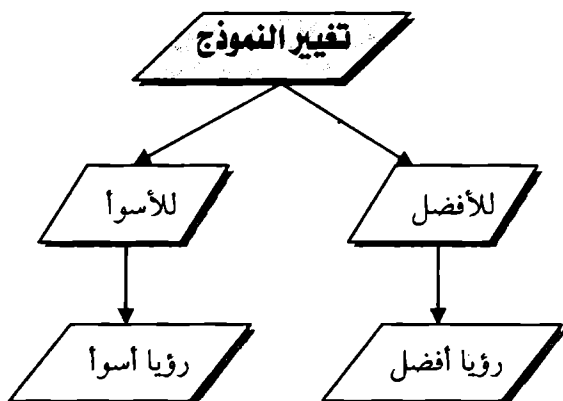 تغيير النموذج
للأفضل
للأسوأ
رؤيا أفضل
رؤيا أسوأ